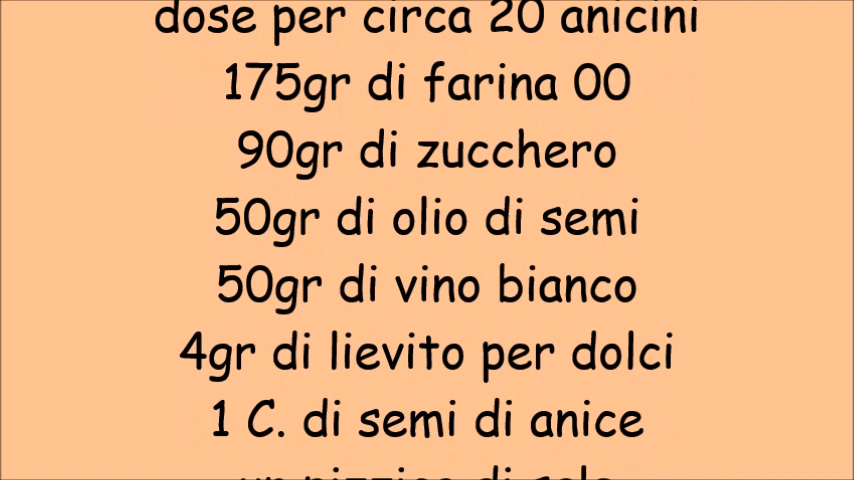 dose per circa 20 anicini
175gr di farina 00
90gr di zucchero
50gr di olio di semi
50gr di vino bianco
4gr di lievito per dolci
1 C. di semi di anice
un pizzico di sale